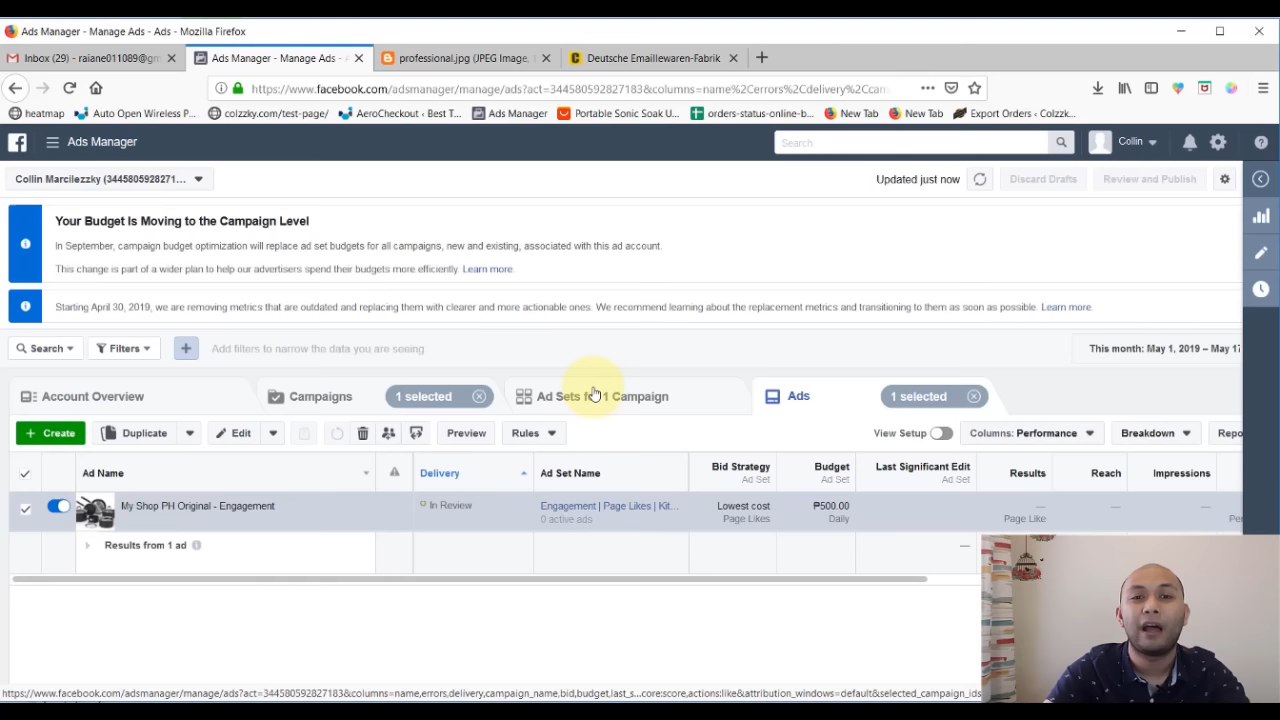 Ads Manager - Manage Ads - Ads - Mozilla Firefox
Inbox (29) - raiane011089@gm
Ads Manager - Manage Ads -
professional.jpg (JPEG Image,
Deutsche Emaillewaren-Fabrik
https://www.facebook.com/adsmanager/manage/ads?act=344580592827183&columns=name%2Cerrors%2Cdelivery%2Ccam
heatmap
Auto Open Wireless P...
colzzky.com/test-page/
AeroCheckout ‹ Best T...
Ads Manager
Portable Sonic Soak U...
orders-status-online-b...
New Tab
New Tab
Export Orders ‹ Colzzk...
Ads Manager
Search
Collin
Collin Marcilezzky (3445805928271...
Updated just now
Discard Drafts
Review and Publish
Your Budget Is Moving to the Campaign Level
In September, campaign budget optimization will replace ad set budgets for all campaigns, new and existing, associated with this ad account.
This change is part of a wider plan to help our advertisers spend their budgets more efficiently. Learn more.
Starting April 30, 2019, we are removing metrics that are outdated and replacing them with clearer and more actionable ones. We recommend learning about the replacement metrics and transitioning to them as soon as possible. Learn more.
Search
Filters
Add filters to narrow the data you are seeing
This month: May 1, 2019 – May 17
Account Overview
Campaigns
1 selected
Ad Sets for 1 Campaign
Ads
1 selected
+ Create
Duplicate
Edit
Preview
Rules
View Setup
Columns: Performance
Breakdown
Repo
Ad Name
Delivery
Ad Set Name
Bid Strategy
Ad Set
Budget
Ad Set
Last Significant Edit
Ad Set
Results
Reach
Impressions
My Shop PH Original - Engagement
In Review
Engagement | Page Likes | Kit...
0 active ads
Lowest cost
Page Likes
₱500.00
Daily
—
Page Like
—
—
Per
Results from 1 ad
—
https://www.facebook.com/adsmanager/manage/ads?act=344580592827183&columns=name,errors,delivery,campaign_name,bid,budget,last_s...core:score,actions:like&attribution_windows=default&selected_campaign_ids